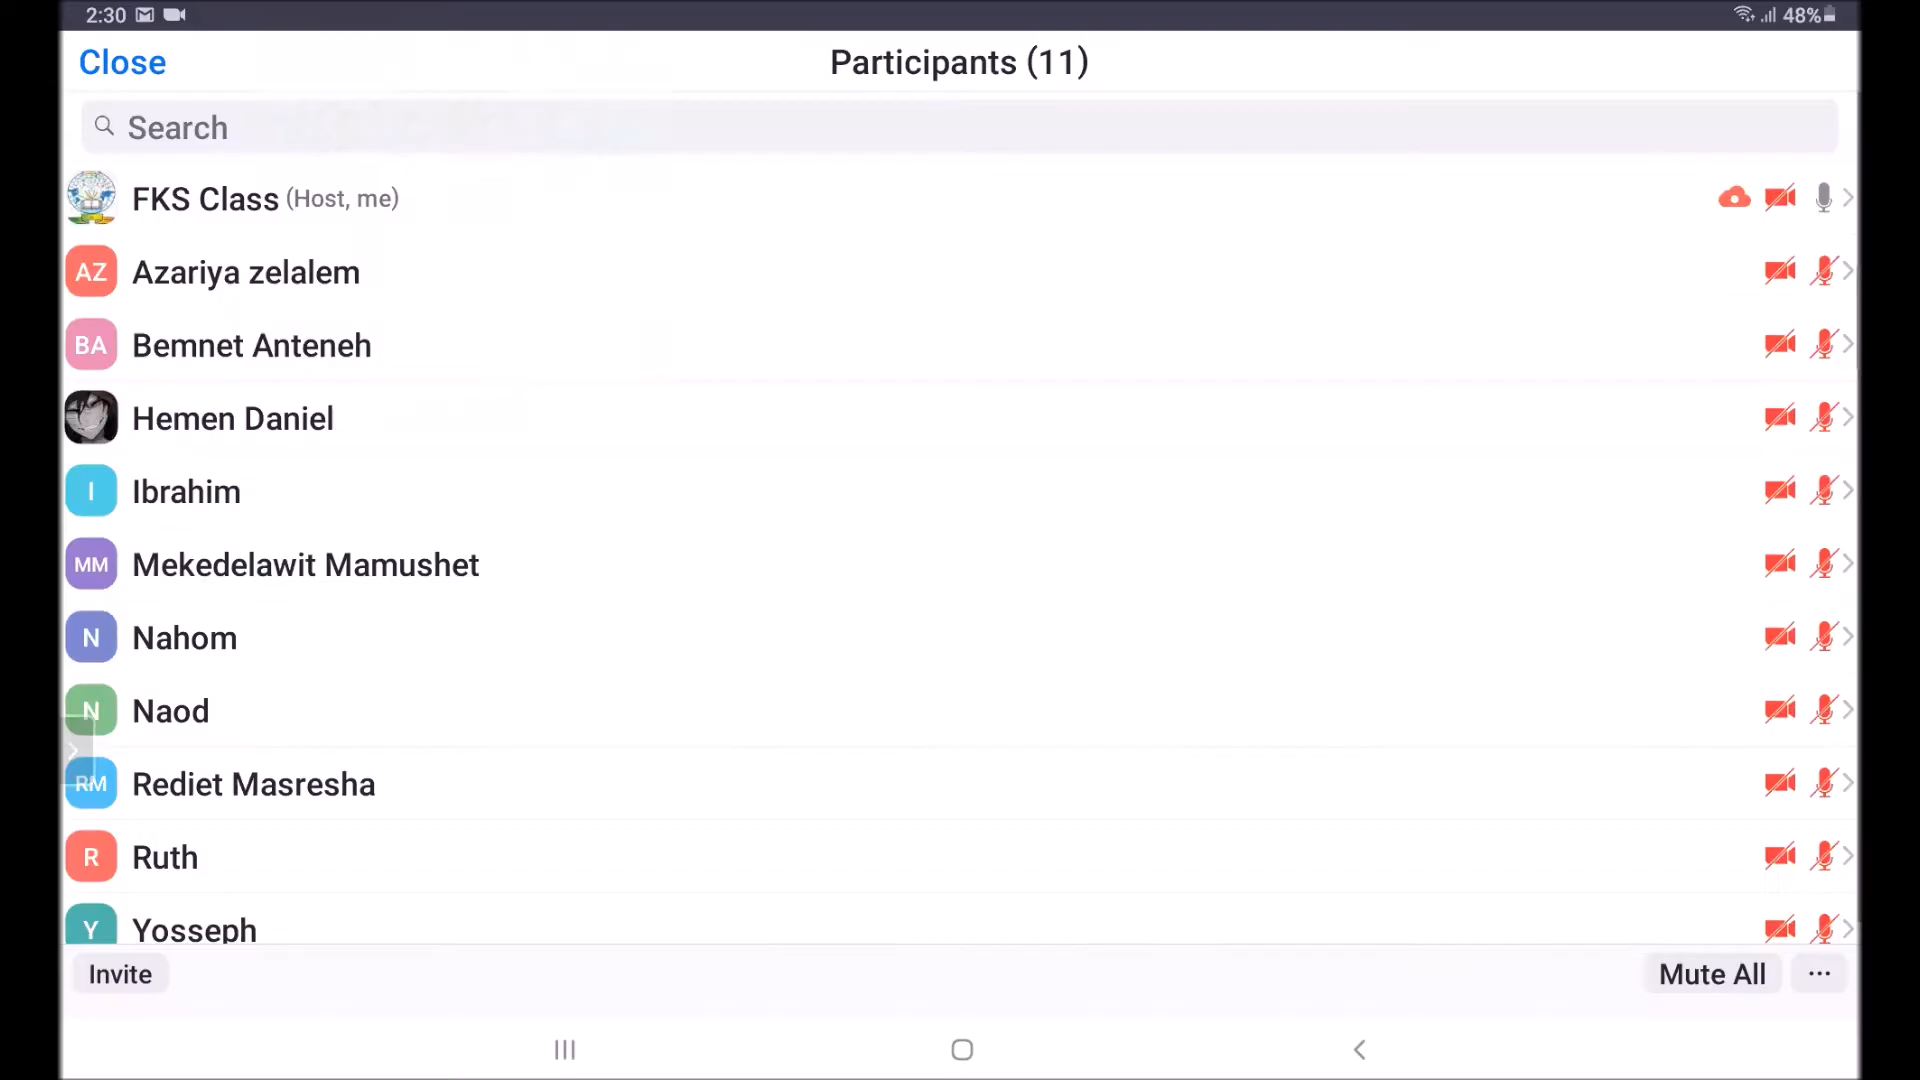 2:30 48%
Close Participants (11)
Search
FKS Class (Host, me)
AZ Azariya zelalem
BA Bemnet Anteneh
Hemen Daniel
I Ibrahim
MM Mekedelawit Mamushet
N Nahom
N Naod
RM Rediet Masresha
R Ruth
Y Yosseph
Invite Mute All ...